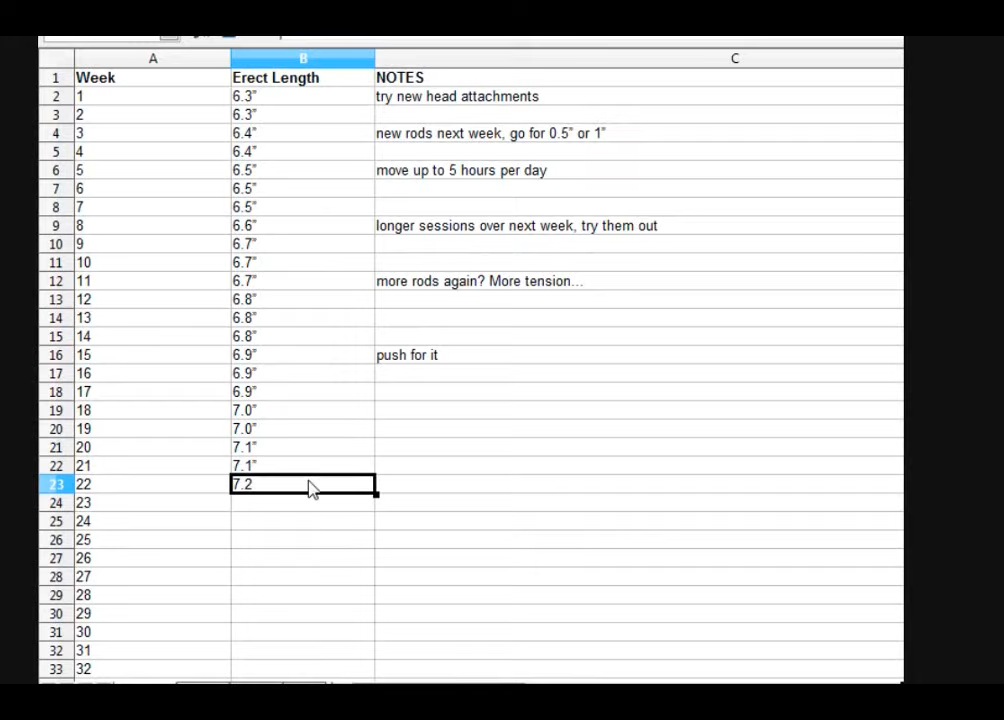 A B C
1 Week Erect Length NOTES
2 1 6.3" try new head attachments
3 2 6.3"
4 3 6.4" new rods next week, go for 0.5" or 1"
5 4 6.4"
6 5 6.5" move up to 5 hours per day
7 6 6.5"
8 7 6.5"
9 8 6.6" longer sessions over next week, try them out
10 9 6.7"
11 10 6.7"
12 11 6.7" more rods again? More tension...
13 12 6.8"
14 13 6.8"
15 14 6.8"
16 15 6.9" push for it
17 16 6.9"
18 17 6.9"
19 18 7.0"
20 19 7.0"
21 20 7.1"
22 21 7.1"
23 22 7.2
24 23
25 24
26 25
27 26
28 27
29 28
30 29
31 30
32 31
33 32